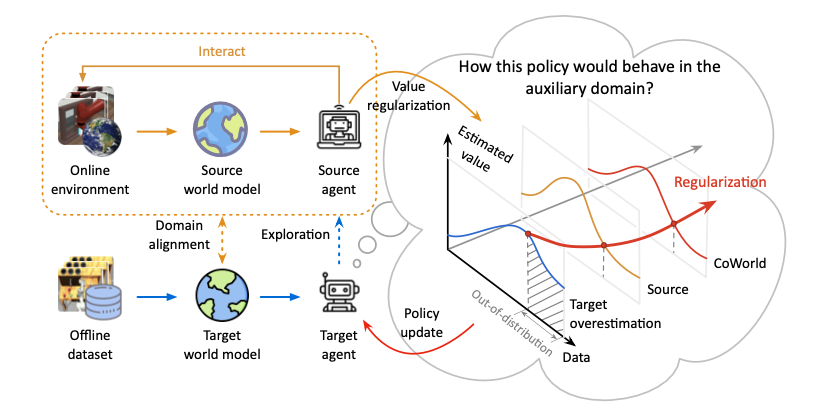 Interact
Online
environment
Source
world model
Source
agent
Value
regularization
Domain
alignment
Exploration
Offline
dataset
Target
world model
Target
agent
Policy
update
How this policy would behave in the
auxiliary domain?
Estimated
value
Regularization
CoWorld
Source
Target
overestimation
Out-of-distribution
Data